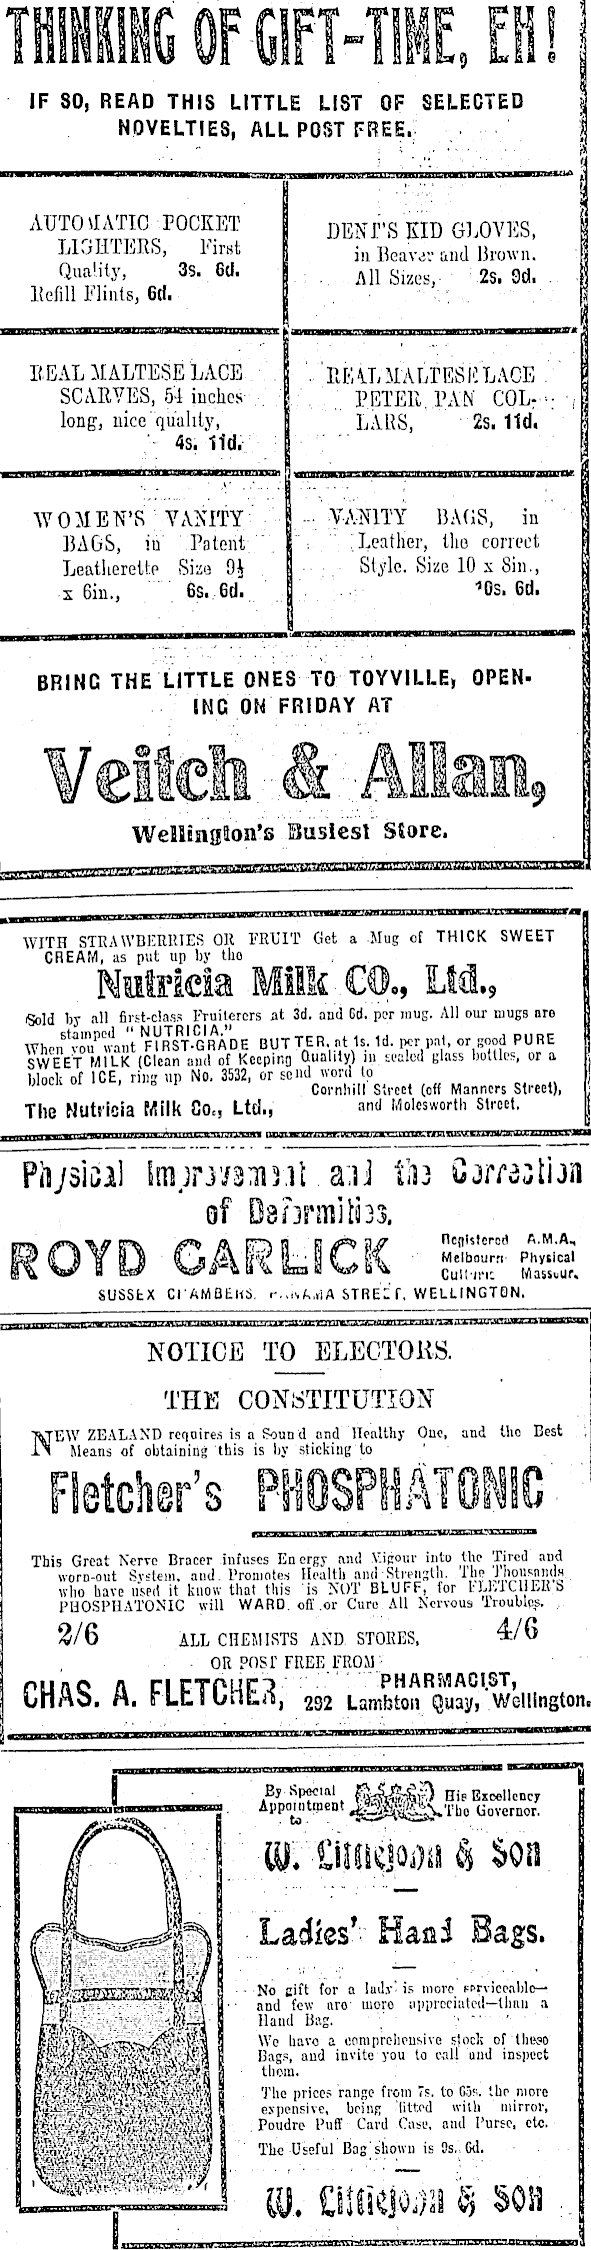 THINKING OF GIFT-TIME, EH!
IF SO, READ THIS LITTLE LIST OF SELECTED
NOVELTIES, ALL POST FREE.
AUTOMATIC POCKET
LIGHTERS, First
Quality, 3s. 6d.
Refill Flints, 6d.
DENT'S KID GLOVES,
in Beaver and Brown.
All Sizes, 2s. 9d.
REAL MALTESE LACE
SCARVES, 54 inches
long, nice quality,
4s. 11d.
REAL MALTESE LACE
PETER PAN COL-
LARS, 2s. 11d.
WOMEN'S VANITY
BAGS, in Patent
Leatherette Size 9½
x 6in., 6s. 6d.
VANITY BAGS, in
Leather, the correct
Style. Size 10 x 8in.,
10s. 6d.
BRING THE LITTLE ONES TO TOYVILLE, OPEN-
ING ON FRIDAY AT
Veitch & Allan,
Wellington's Busiest Store.
WITH STRAWBERRIES OR FRUIT Get a Mug of THICK SWEET
CREAM, as put up by the
Nutricia Milk CO., Ltd.,
Sold by all first-class Fruiterers at 3d. and 6d. per mug. All our mugs are
stamped "NUTRICIA."
When you want FIRST-GRADE BUTTER, at 1s. 1d. per pat, or good PURE
SWEET MILK (Clean and of Keeping Quality) in sealed glass bottles, or a
block of ICE, ring up No. 3532, or send word to
Cornhill Street (off Manners Street),
The Nutricia Milk Co., Ltd., and Molesworth Street.
Physical Improvement and the Correction
of Deformities.
ROYD GARLICK
Registered A.M.A.,
Melbourne Physical
Culture Masseur.
SUSSEX CHAMBERS, PANAMA STREET, WELLINGTON.
NOTICE TO ELECTORS.
THE CONSTITUTION
NEW ZEALAND requires is a Sound and Healthy One, and the Best
Means of obtaining this is by sticking to
Fletcher's PHOSPHATONIC
This Great Nerve Bracer infuses Energy and Vigour into the Tired and
worn-out System, and Promotes Health and Strength. The Thousands
who have used it know that this is NOT BLUFF, for FLETCHER'S
PHOSPHATONIC will WARD off or Cure All Nervous Troubles.
2/6 ALL CHEMISTS AND STORES, 4/6
OR POST FREE FROM
CHAS. A. FLETCHER, PHARMACIST,
292 Lambton Quay, Wellington.
By Special
Appointment
to
His Excellency
The Governor.
W. Littlejohn & Son
Ladies' Hand Bags.
No gift for a lady is more serviceable—
and few are more appreciated—than a
Hand Bag.
We have a comprehensive stock of these
Bags, and invite you to call and inspect
them.
The prices range from 7s. to 65s. the more
expensive, being fitted with mirror,
Poudre Puff Card Case, and Purse, etc.
The Useful Bag shown is 9s. 6d.
W. Littlejohn & Son